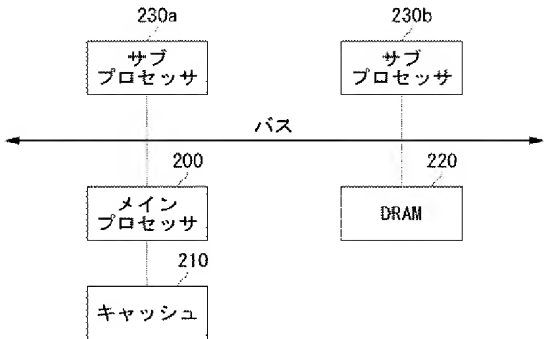 230a
230b
サブ
プロセッサ
サブ
プロセッサ
バス
200
220
メイン
プロセッサ
DRAM
210
キャッシュ